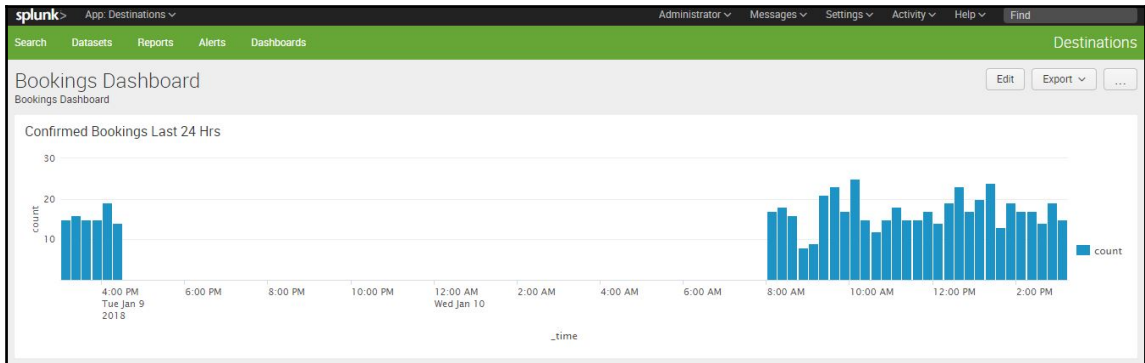 splunk> App: Destinations Administrator Messages Settings Activity Help Find
Search Datasets Reports Alerts Dashboards Destinations
Bookings Dashboard Edit Export ...
Bookings Dashboard
Confirmed Bookings Last 24 Hrs
30
20
10
count
count
4:00 PM 6:00 PM 8:00 PM 10:00 PM 12:00 AM 2:00 AM 4:00 AM 6:00 AM 8:00 AM 10:00 AM 12:00 PM 2:00 PM
Tue Jan 9 Wed Jan 10
2018
_time